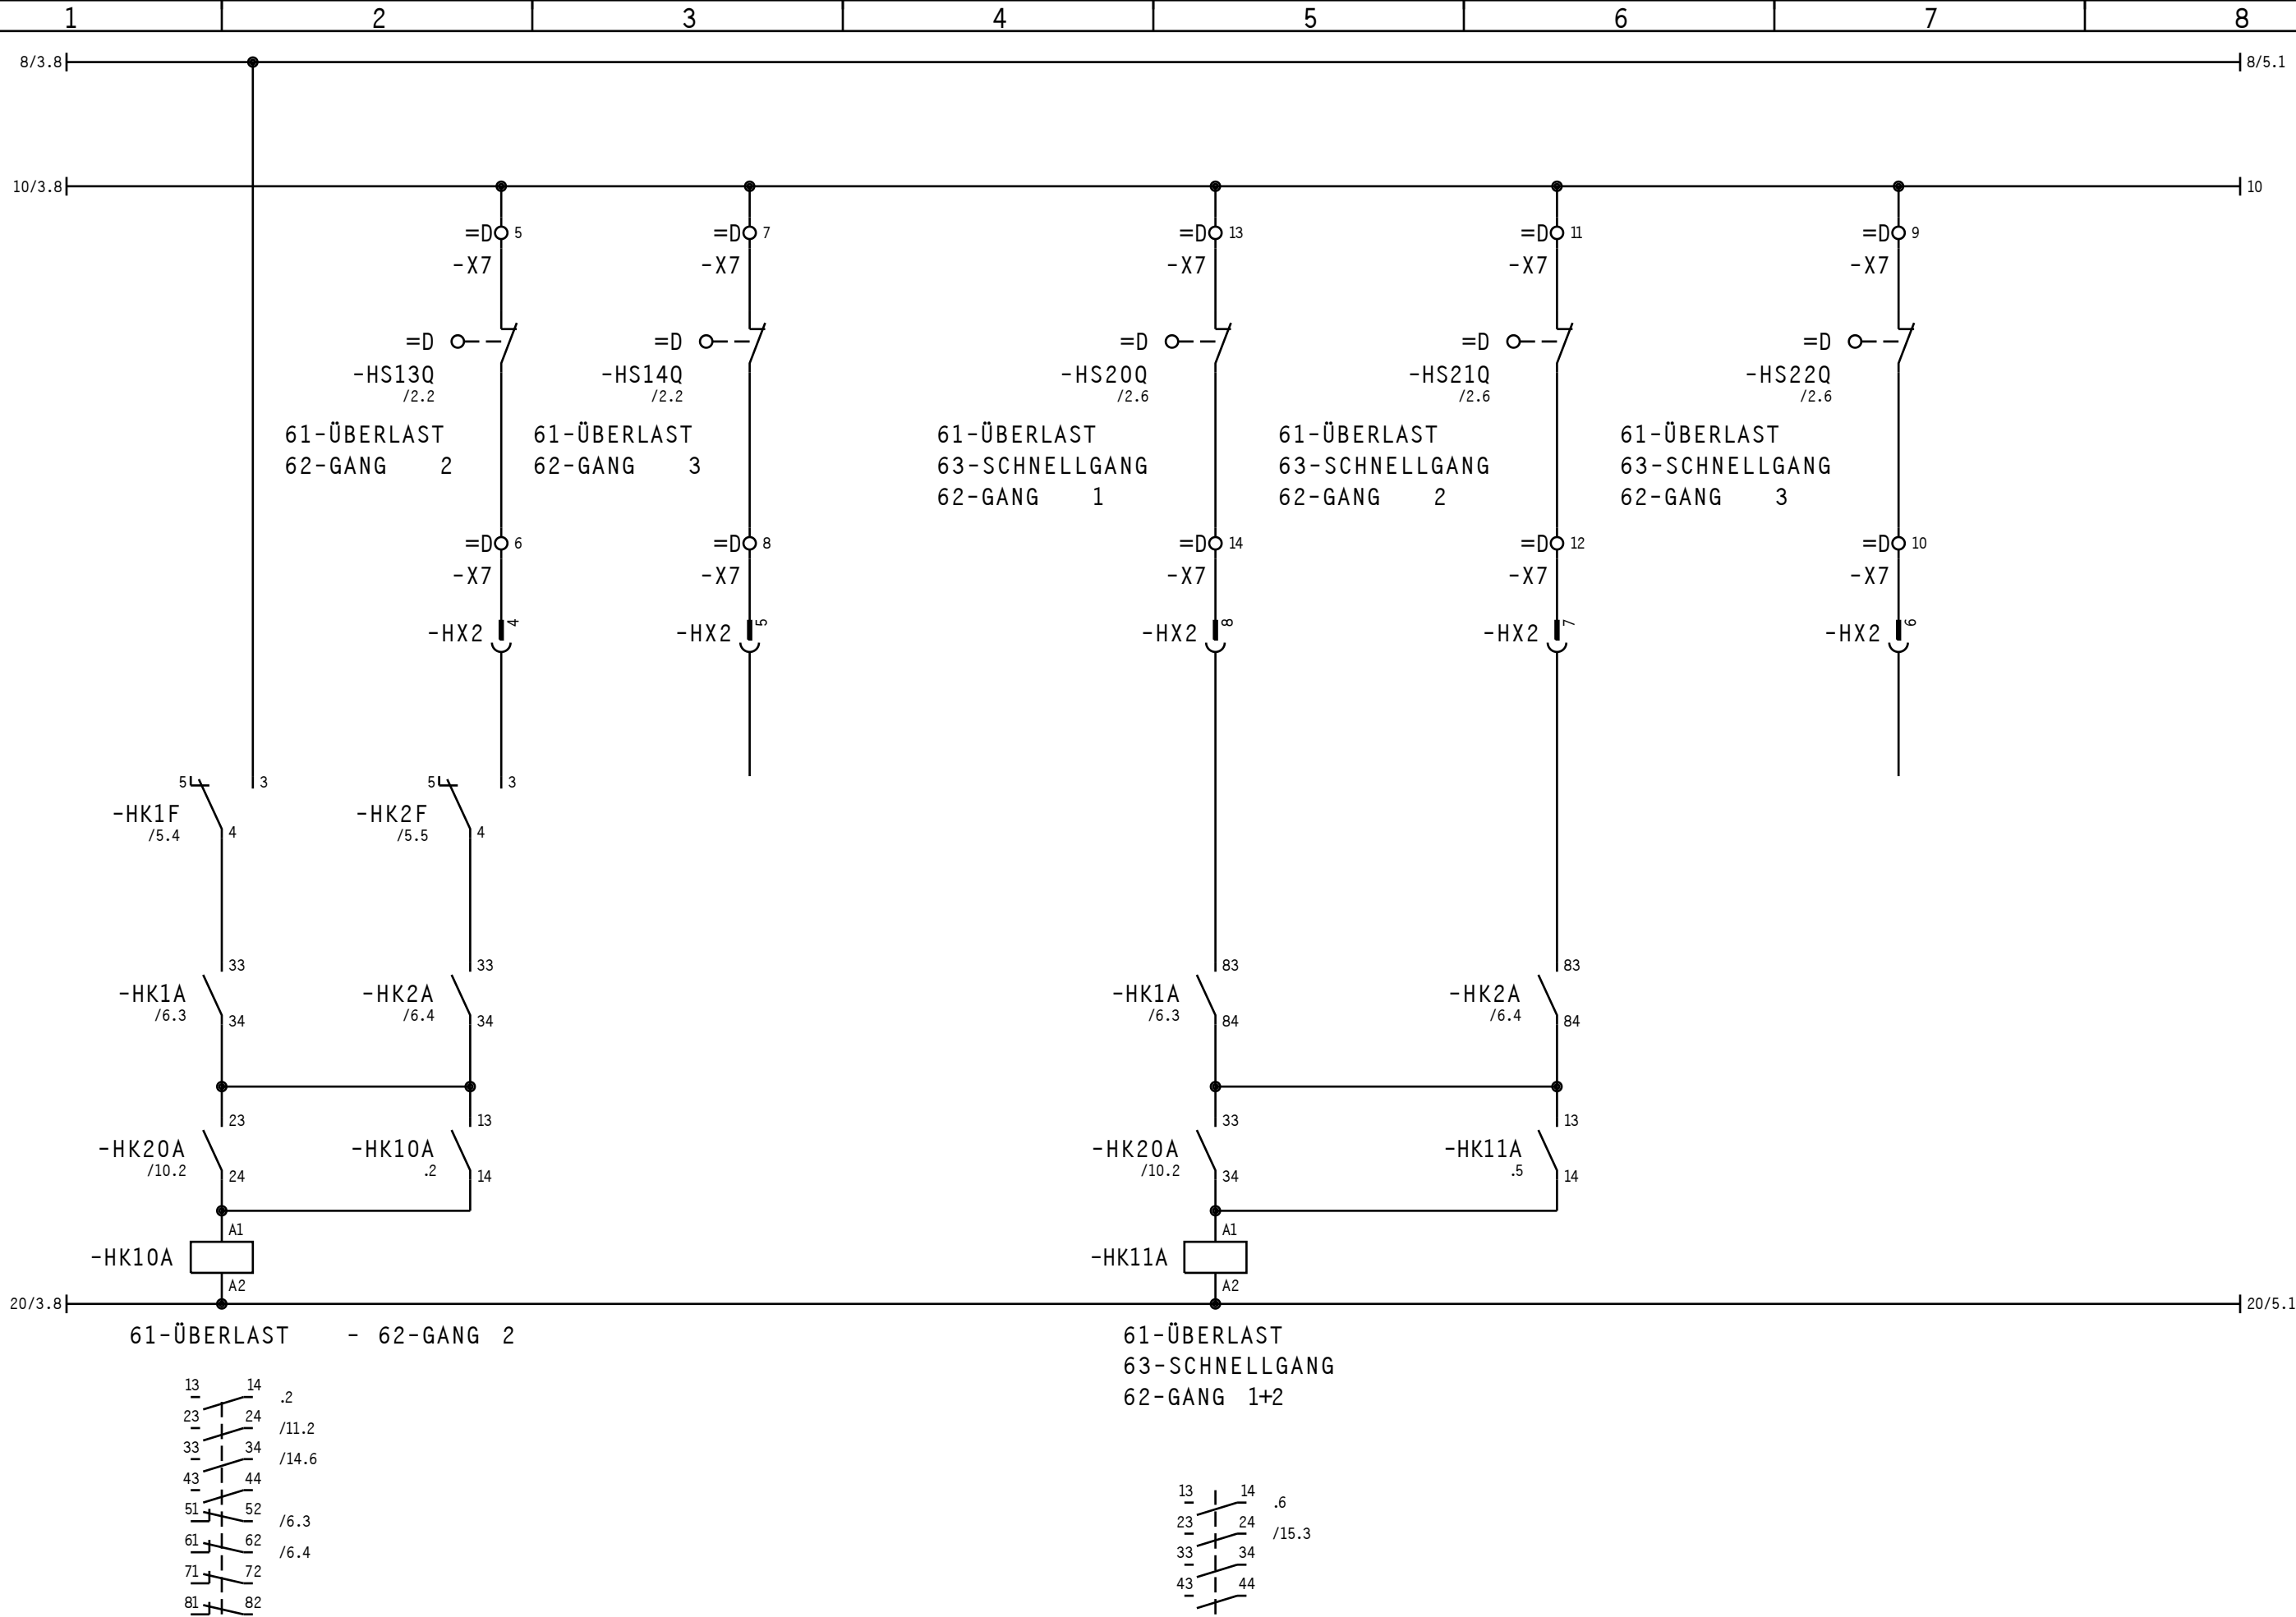 1 2 3 4 5 6 7 8
8/3.8 8/5.1
10/3.8 10
=D 5 =D 7 =D 13 =D 11 =D 9
-X7 -X7 -X7 -X7 -X7
=D =D =D =D =D
-HS13Q -HS14Q -HS20Q -HS21Q -HS22Q
/2.2 /2.2 /2.6 /2.6 /2.6
61-ÜBERLAST 61-ÜBERLAST 61-ÜBERLAST 61-ÜBERLAST 61-ÜBERLAST
62-GANG 2 62-GANG 3 63-SCHNELLGANG 63-SCHNELLGANG 63-SCHNELLGANG
62-GANG 1 62-GANG 2 62-GANG 3
=D 6 =D 8 =D 14 =D 12 =D 10
-X7 -X7 -X7 -X7 -X7
-HX2 4 -HX2 5 -HX2 8 -HX2 7 -HX2 6
5 3 5 3
-HK1F -HK2F
/5.4 4 /5.5 4
33 33 83 83
-HK1A -HK2A -HK1A -HK2A
/6.3 34 /6.4 34 /6.3 84 /6.4 84
23 13 33 13
-HK20A -HK10A -HK20A -HK11A
/10.2 24 .2 14 /10.2 34 .5 14
A1 A1
-HK10A -HK11A
A2 A2
20/3.8 20/5.1
61-ÜBERLAST - 62-GANG 2 61-ÜBERLAST
63-SCHNELLGANG
62-GANG 1+2
13 14 .2
23 24 /11.2
33 34 /14.6
43 44
51 52 /6.3
61 62 /6.4
71 72
81 82
13 14 .6
23 24 /15.3
33 34
43 44